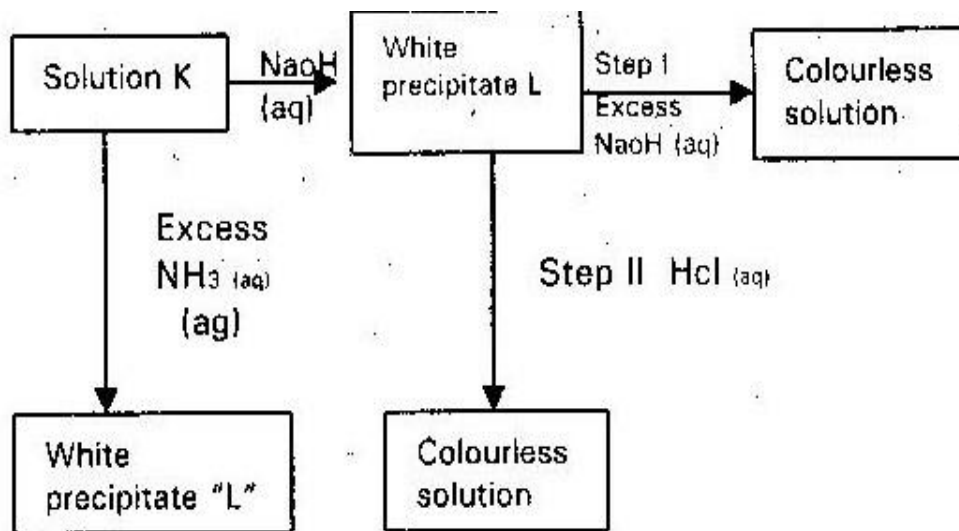 Solution K
NaoH
(aq)
White
precipitate L
Step I
Excess
NaoH (aq)
Colourless
solution
Excess
NH3 (aq)
(ag)
Step II Hcl (aq)
White
precipitate "L"
Colourless
solution